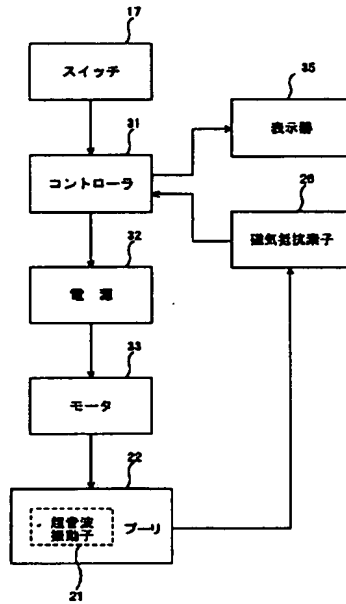 17
スイッチ
31
コントローラ
35
表示器
26
磁気抵抗素子
32
電源
33
モータ
22
超音波
振動子
プーリ
21